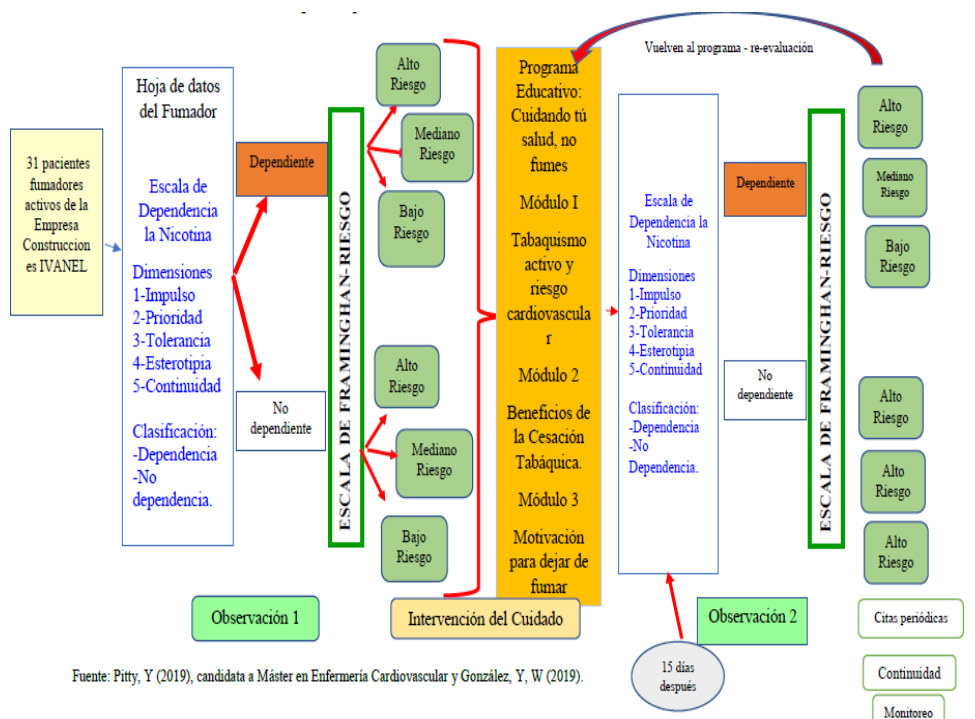 Vuelven al programa - re-evaluación
31 pacientes
fumadores
activos de la
Empresa
Construccion
es IVANEL
Hoja de datos
del Fumador
Escala de
Dependencia
la Nicotina
Dimensiones
1-Impulso
2-Prioridad
3-Tolerancia
4-Esterotipia
5-Continuidad
Clasificación:
-Dependencia
-No
dependencia.
Dependiente
No
dependiente
ESCALA DE FRAMINGHAN-RIESGO
Alto
Riesgo
Mediano
Riesgo
Bajo
Riesgo
Alto
Riesgo
Mediano
Riesgo
Bajo
Riesgo
Programa
Educativo:
Cuidando tú
salud, no
fumes
Módulo I
Tabaquismo
activo y
riesgo
cardiovascula
r
Módulo 2
Beneficios de
la Cesación
Tabáquica.
Módulo 3
Motivación
para dejar de
fumar
Escala de
Dependencia la
Nicotina
Dimensiones
1-Impulso
2-Prioridad
3-Tolerancia
4-Esterotipia
5-Continuidad
Clasificación:
-Dependencia
-No
Dependencia.
Dependiente
No
dependiente
ESCALA DE FRAMINGHAN-RIESGO
Alto
Riesgo
Mediano
Riesgo
Bajo
Riesgo
Alto
Riesgo
Alto
Riesgo
Alto
Riesgo
Observación 1
Intervención del Cuidado
Observación 2
15 días
después
Citas periódicas
Continuidad
Monitoreo
Fuente: Pitty, Y (2019), candidata a Máster en Enfermería Cardiovascular y González, Y, W (2019).